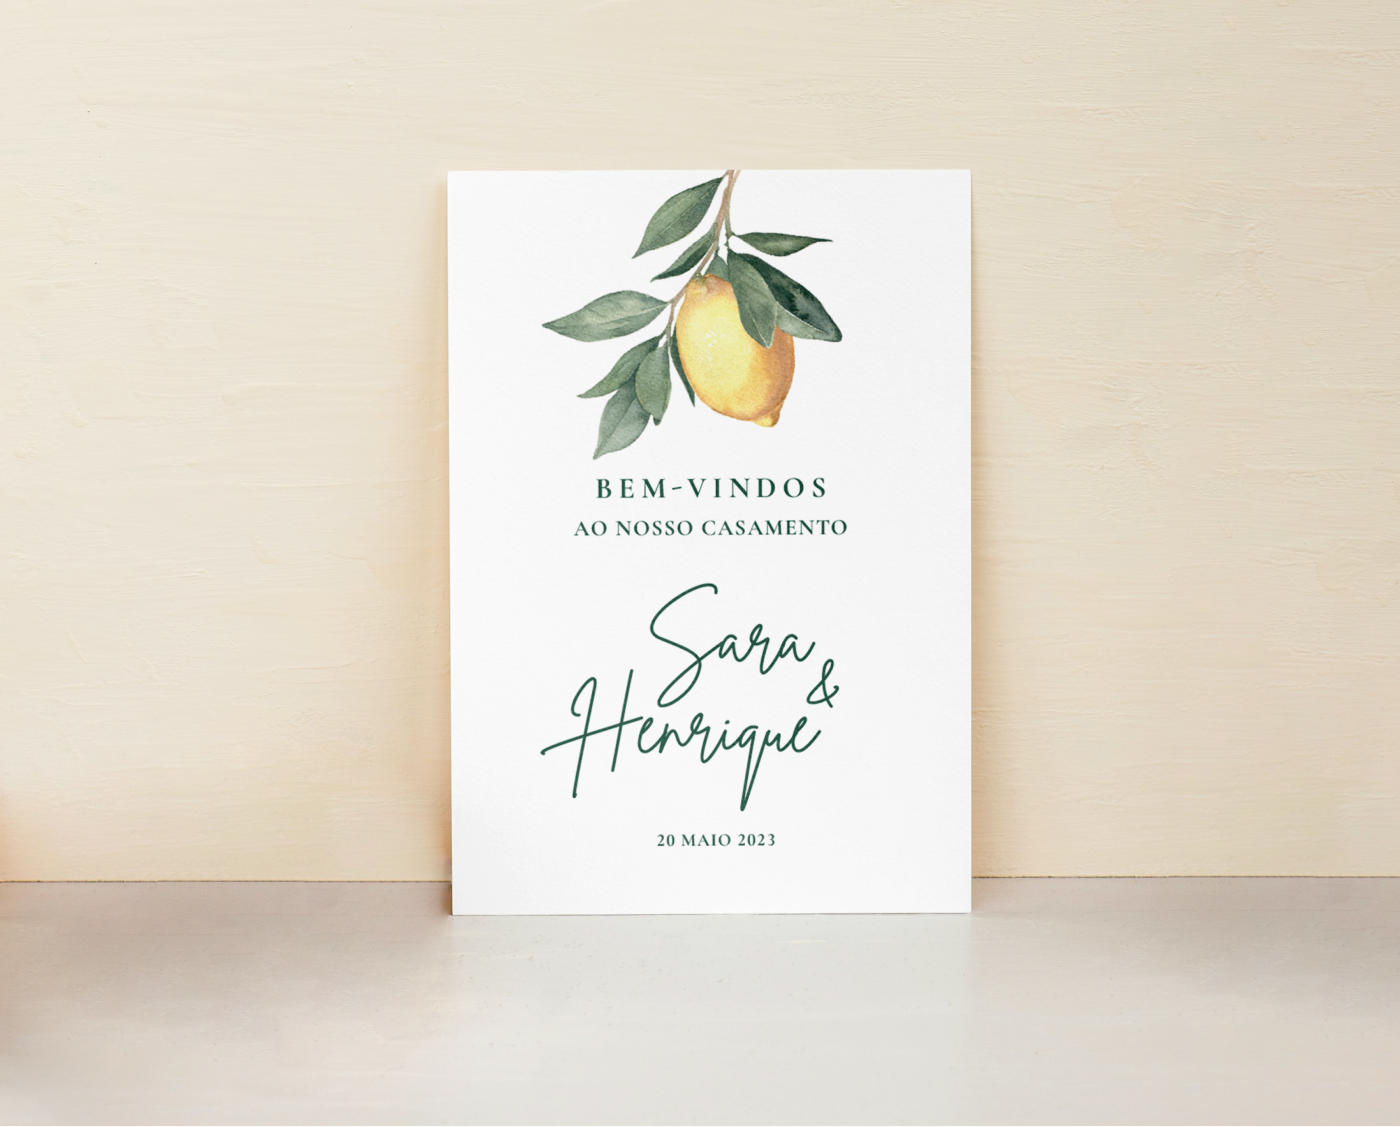 BEM-VINDOS
AO NOSSO CASAMENTO
Sara
&
Henrique
20 MAIO 2023